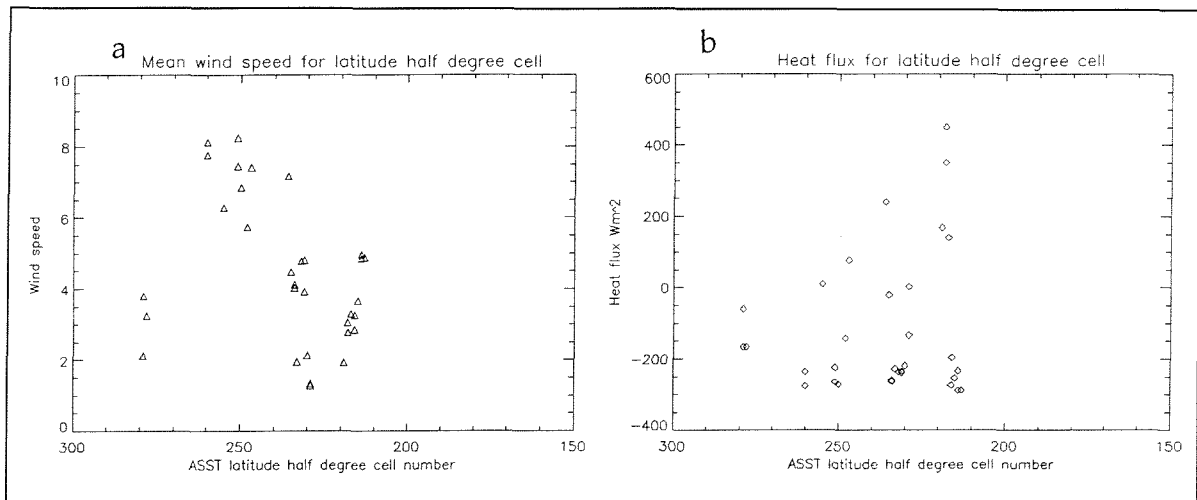 a
Mean wind speed for latitude half degree cell
10
8
6
4
2
0
Wind speed
300
250
200
150
ASST latitude half degree cell number
b
Heat flux for latitude half degree cell
600
400
200
0
-200
-400
Heat flux Wm^2
300
250
200
150
ASST latitude half degree cell number